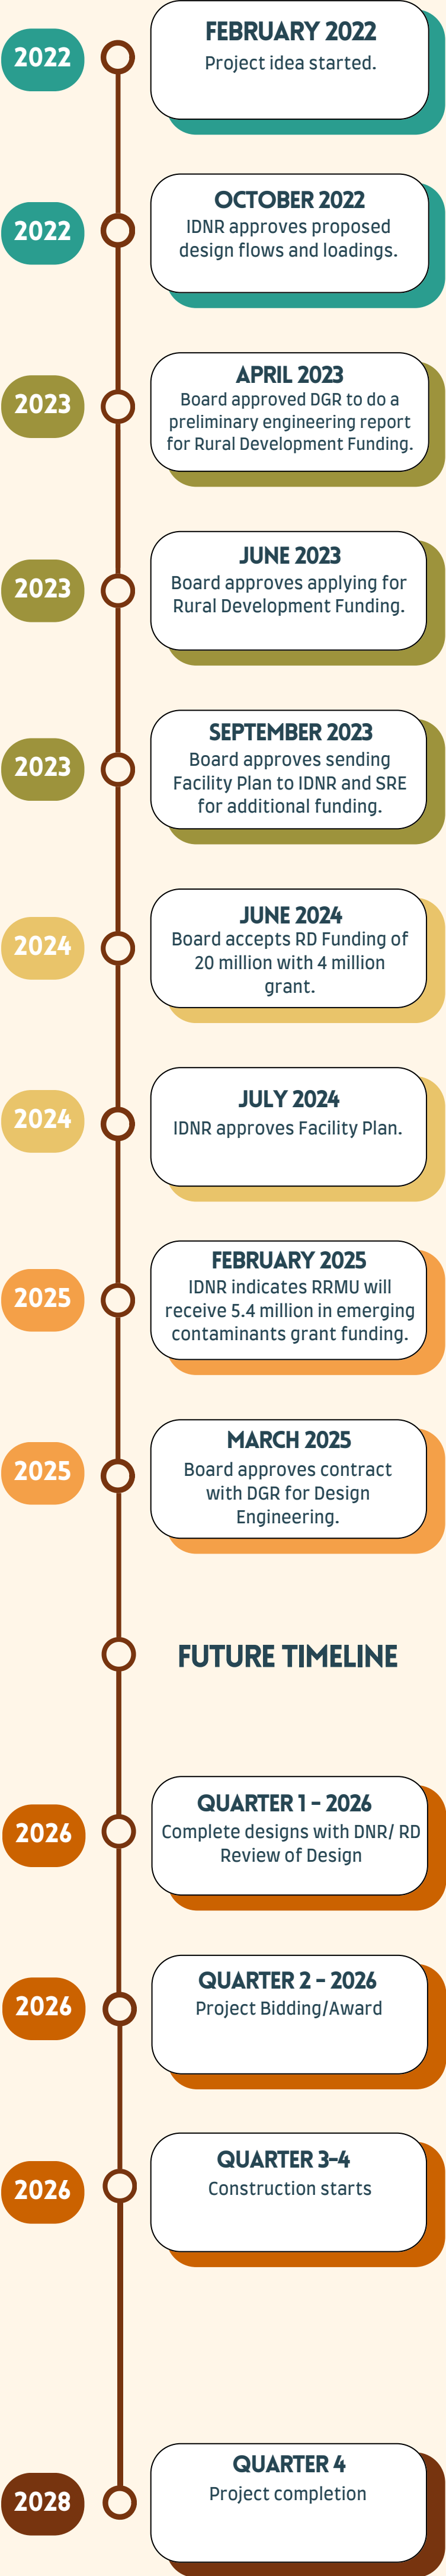 2022
FEBRUARY 2022
Project idea started.
2022
OCTOBER 2022
IDNR approves proposed
design flows and loadings.
2023
APRIL 2023
Board approved DGR to do a
preliminary engineering report
for Rural Development Funding.
2023
JUNE 2023
Board approves applying for
Rural Development Funding.
2023
SEPTEMBER 2023
Board approves sending
Facility Plan to IDNR and SRE
for additional funding.
2024
JUNE 2024
Board accepts RD Funding of
20 million with 4 million
grant.
2024
JULY 2024
IDNR approves Facility Plan.
2025
FEBRUARY 2025
IDNR indicates RRMU will
receive 5.4 million in emerging
contaminants grant funding.
2025
MARCH 2025
Board approves contract
with DGR for Design
Engineering.
FUTURE TIMELINE
2026
QUARTER 1 - 2026
Complete designs with DNR/ RD
Review of Design
2026
QUARTER 2 - 2026
Project Bidding/Award
2026
QUARTER 3-4
Construction starts
2028
QUARTER 4
Project completion